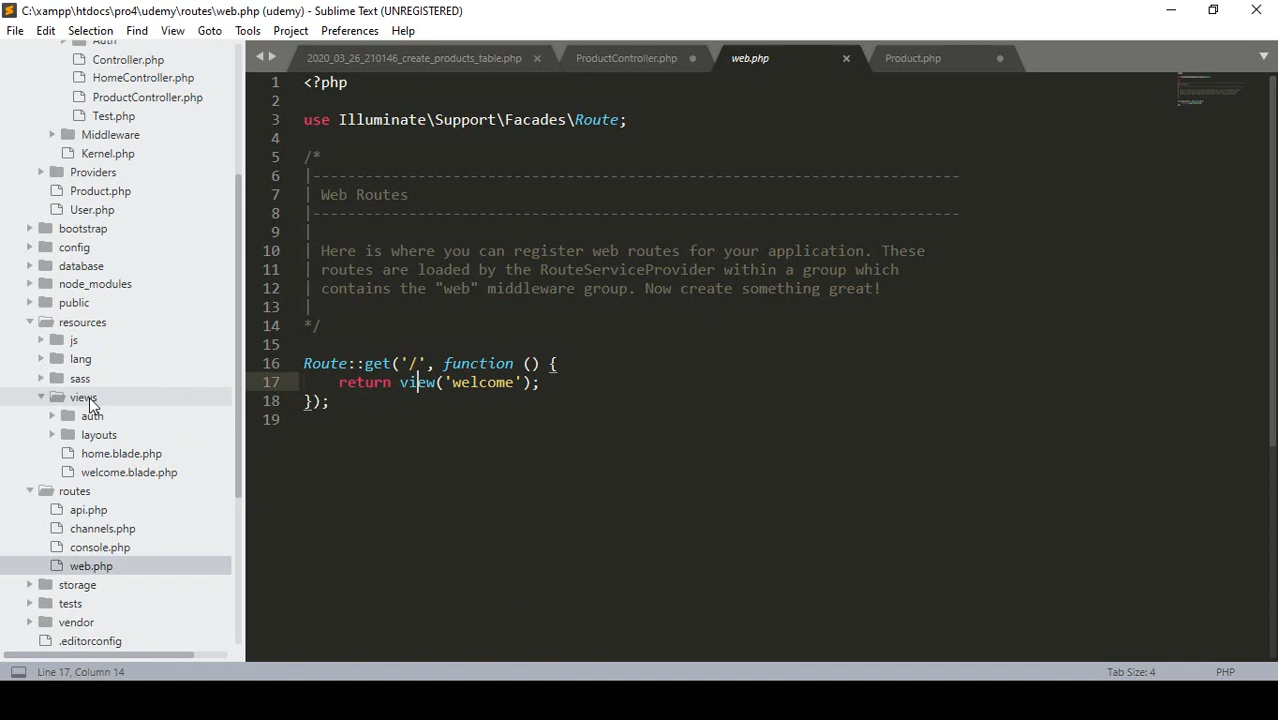 C:\xampp\htdocs\pro4\udemy\routes\web.php (udemy) - Sublime Text (UNREGISTERED)
File Edit Selection Find View Goto Tools Project Preferences Help
Auth
Controller.php
HomeController.php
ProductController.php
Test.php
Middleware
Kernel.php
Providers
Product.php
User.php
bootstrap
config
database
node_modules
public
resources
js
lang
sass
views
auth
layouts
home.blade.php
welcome.blade.php
routes
api.php
channels.php
console.php
web.php
storage
tests
vendor
.editorconfig
2020_03_26_210146_create_products_table.php ProductController.php web.php Product.php
1 <?php
2
3 use Illuminate\Support\Facades\Route;
4
5 /*
6 |--------------------------------------------------------------------------
7 | Web Routes
8 |--------------------------------------------------------------------------
9 |
10 | Here is where you can register web routes for your application. These
11 | routes are loaded by the RouteServiceProvider within a group which
12 | contains the "web" middleware group. Now create something great!
13 |
14 */
15
16 Route::get('/', function () {
17     return view('welcome');
18 });
19
Line 17, Column 14 Tab Size: 4 PHP